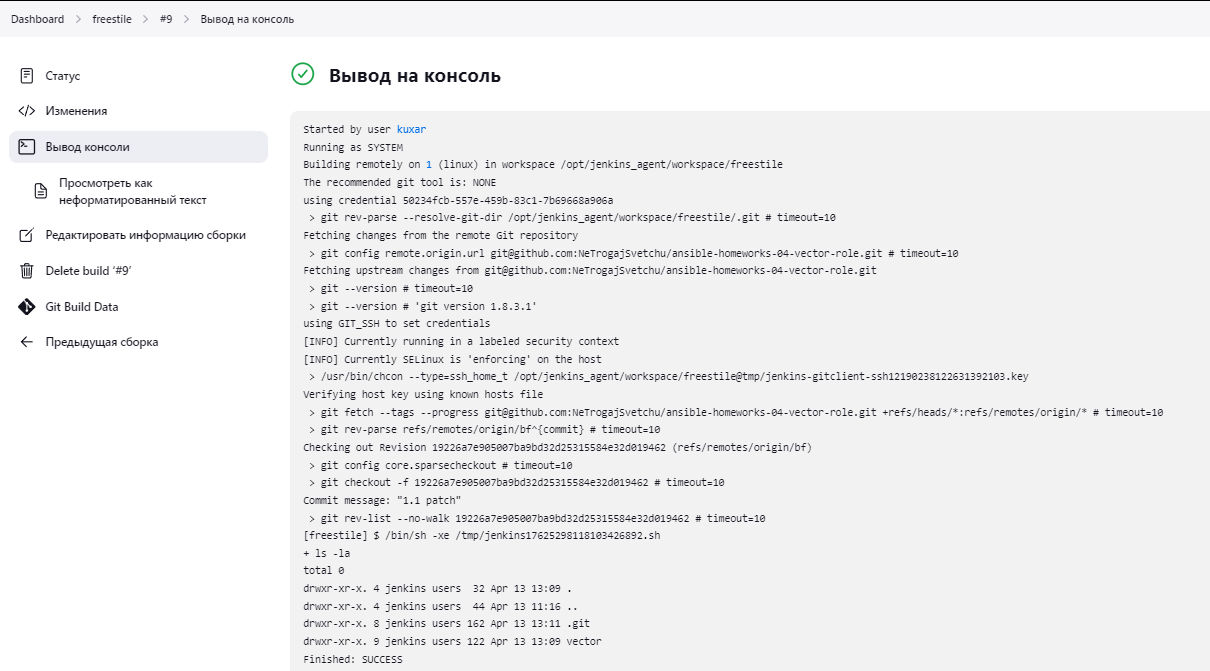 Dashboard > freestile > #9 > Вывод на консоль
Статус
Изменения
Вывод консоли
Просмотреть как
неформатированный текст
Редактировать информацию сборки
Delete build ‘#9’
Git Build Data
Предыдущая сборка
Вывод на консоль
Started by user kuxar
Running as SYSTEM
Building remotely on 1 (linux) in workspace /opt/jenkins_agent/workspace/freestile
The recommended git tool is: NONE
using credential 50234fcb-557e-459b-83c1-7b69668a906a
> git rev-parse --resolve-git-dir /opt/jenkins_agent/workspace/freestile/.git # timeout=10
Fetching changes from the remote Git repository
> git config remote.origin.url git@github.com:NeTrogajSvetchu/ansible-homeworks-04-vector-role.git # timeout=10
Fetching upstream changes from git@github.com:NeTrogajSvetchu/ansible-homeworks-04-vector-role.git
> git --version # timeout=10
> git --version # 'git version 1.8.3.1'
using GIT_SSH to set credentials
[INFO] Currently running in a labeled security context
[INFO] Currently SELinux is 'enforcing' on the host
> /usr/bin/chcon --type=ssh_home_t /opt/jenkins_agent/workspace/freestile@tmp/jenkins-gitclient-ssh12190238122631392103.key
Verifying host key using known hosts file
> git fetch --tags --progress git@github.com:NeTrogajSvetchu/ansible-homeworks-04-vector-role.git +refs/heads/*:refs/remotes/origin/* # timeout=10
> git rev-parse refs/remotes/origin/bf^{commit} # timeout=10
Checking out Revision 19226a7e905007ba9bd32d25315584e32d019462 (refs/remotes/origin/bf)
> git config core.sparsecheckout # timeout=10
> git checkout -f 19226a7e905007ba9bd32d25315584e32d019462 # timeout=10
Commit message: "1.1 patch"
> git rev-list --no-walk 19226a7e905007ba9bd32d25315584e32d019462 # timeout=10
[freestile] $ /bin/sh -xe /tmp/jenkins17625298118103426892.sh
+ ls -la
total 0
drwxr-xr-x. 4 jenkins users  32 Apr 13 13:09 .
drwxr-xr-x. 4 jenkins users  44 Apr 13 11:16 ..
drwxr-xr-x. 8 jenkins users 162 Apr 13 13:11 .git
drwxr-xr-x. 9 jenkins users 122 Apr 13 13:09 vector
Finished: SUCCESS